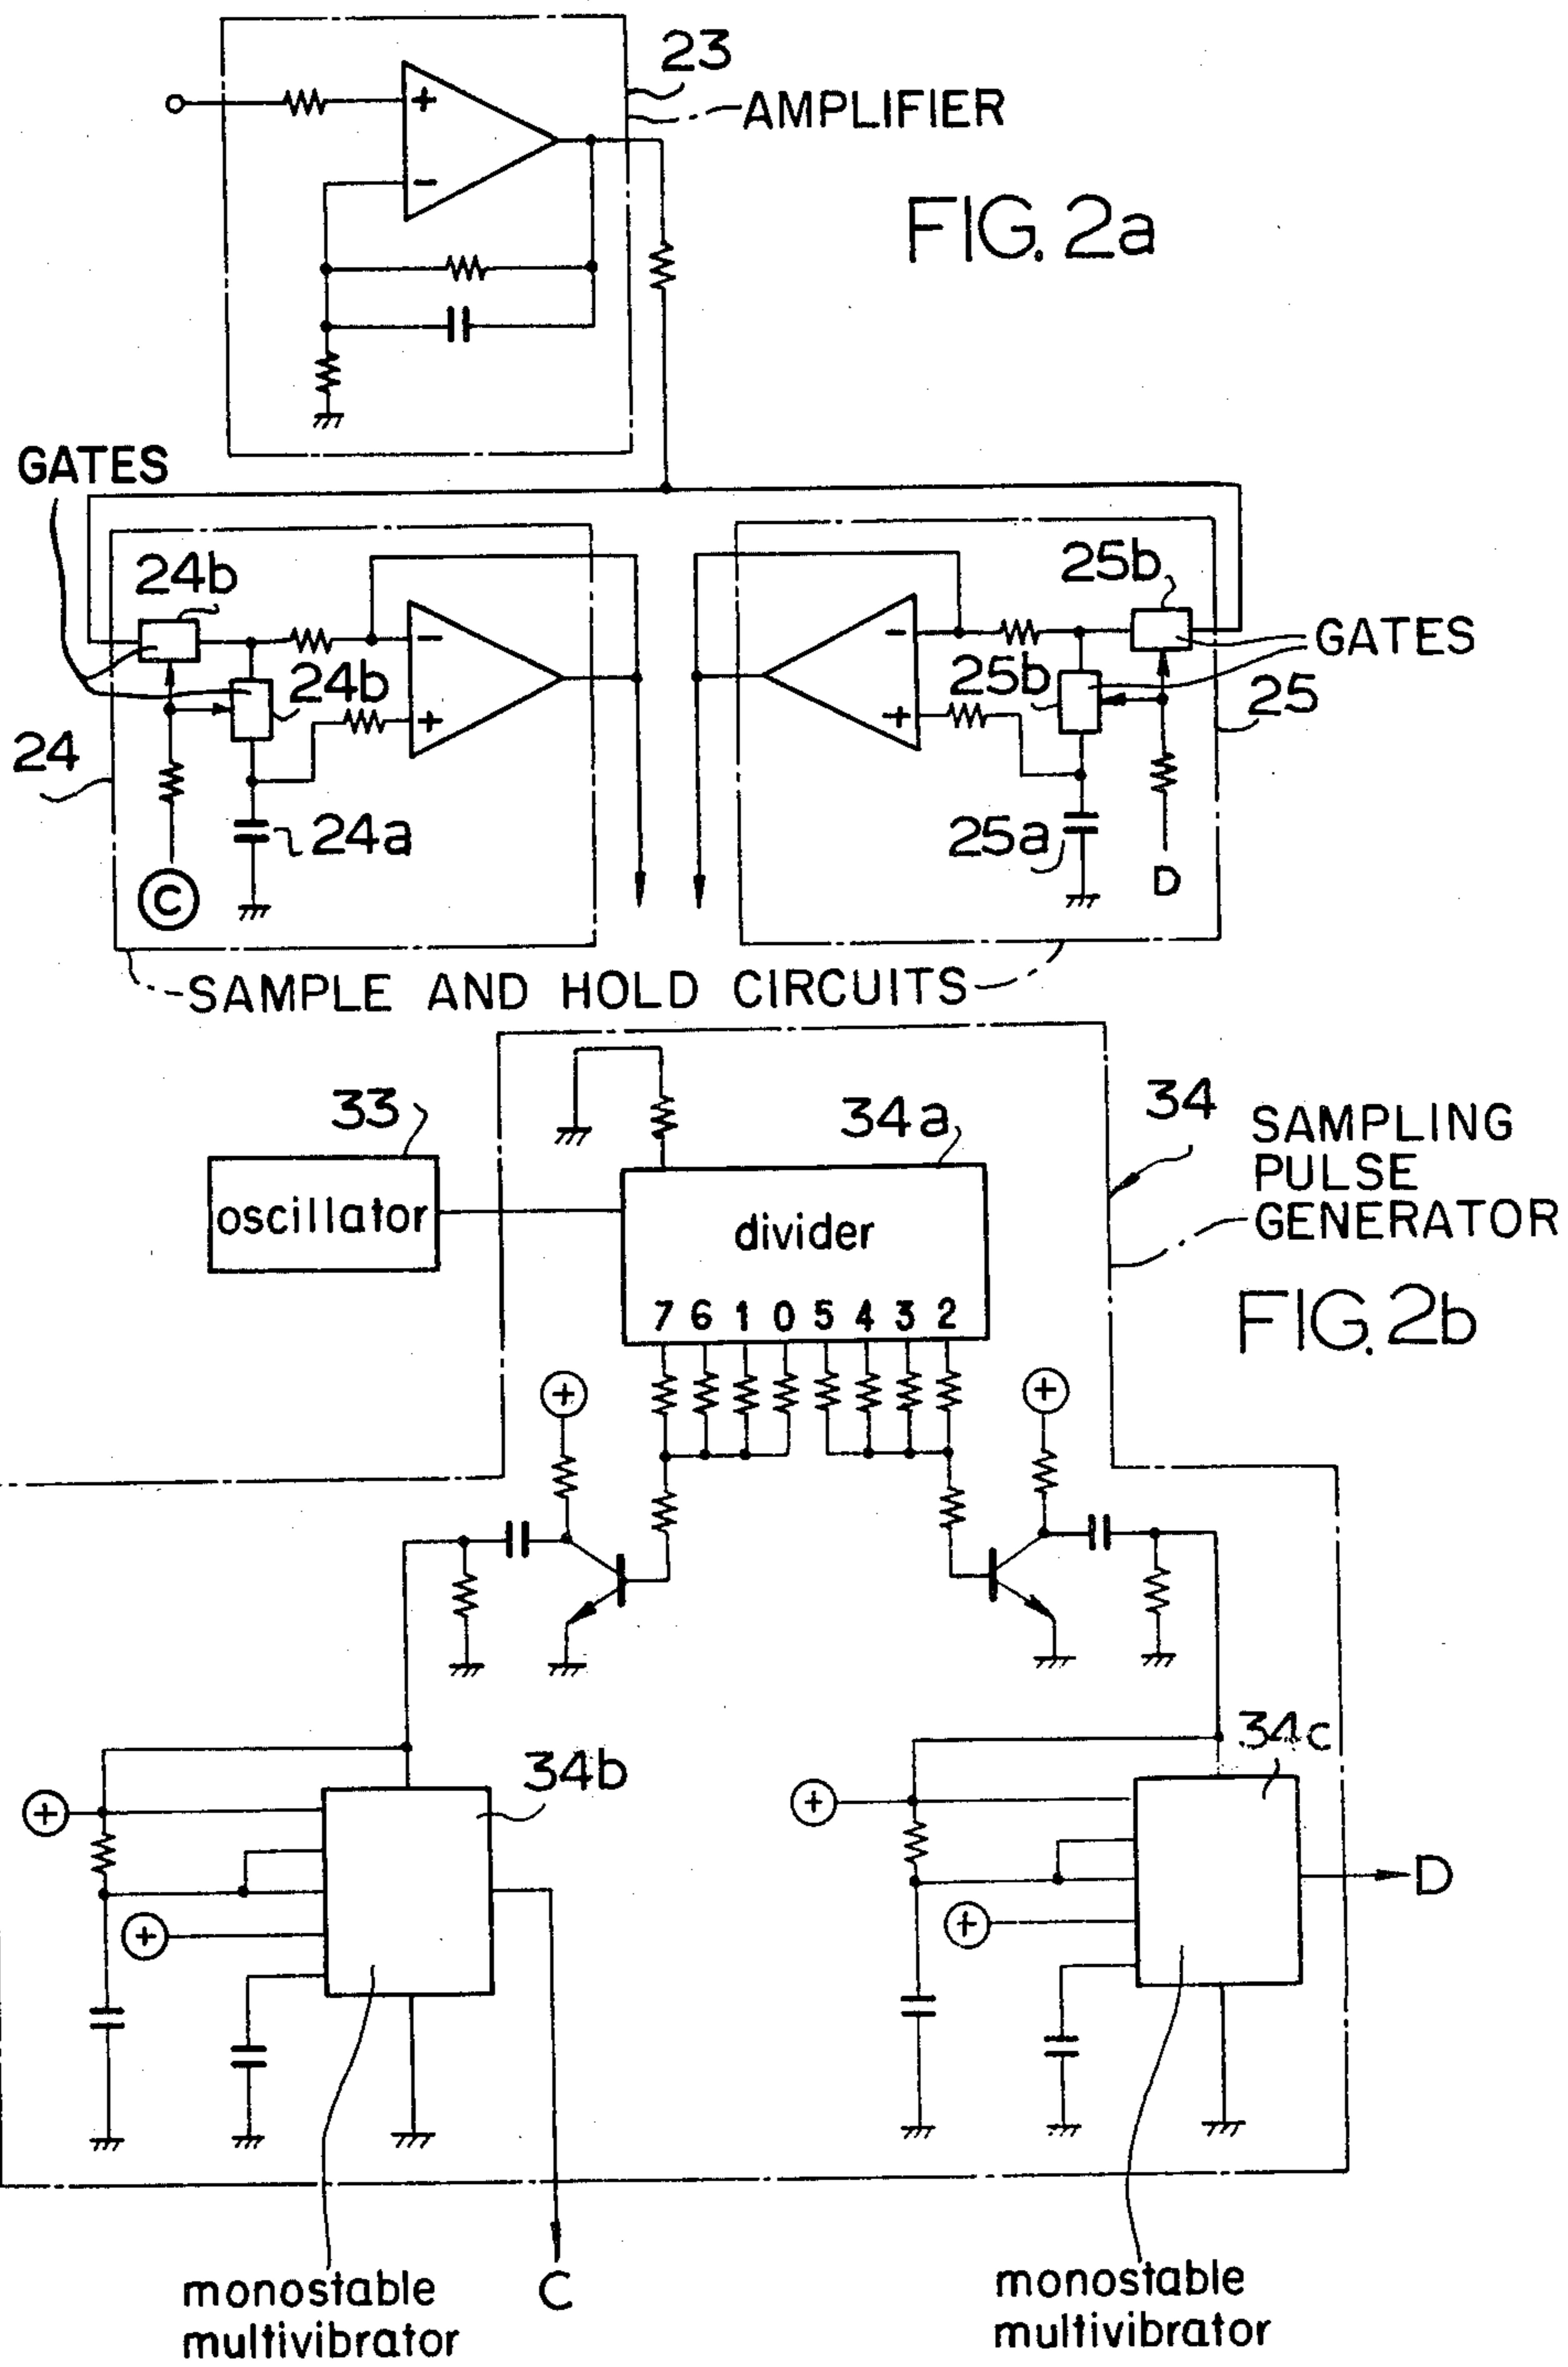 23
AMPLIFIER
+
−
FIG. 2a
GATES
24b
25b
GATES
−
−
24b
25b
25
+
+
24
24a
25a
C
D
SAMPLE AND HOLD CIRCUITS
33
34a
34
SAMPLING
PULSE
GENERATOR
oscillator
divider
7 6 1 0 5 4 3 2
FIG. 2b
+
+
34b
34c
+
+
D
+
+
monostable
multivibrator
C
monostable
multivibrator